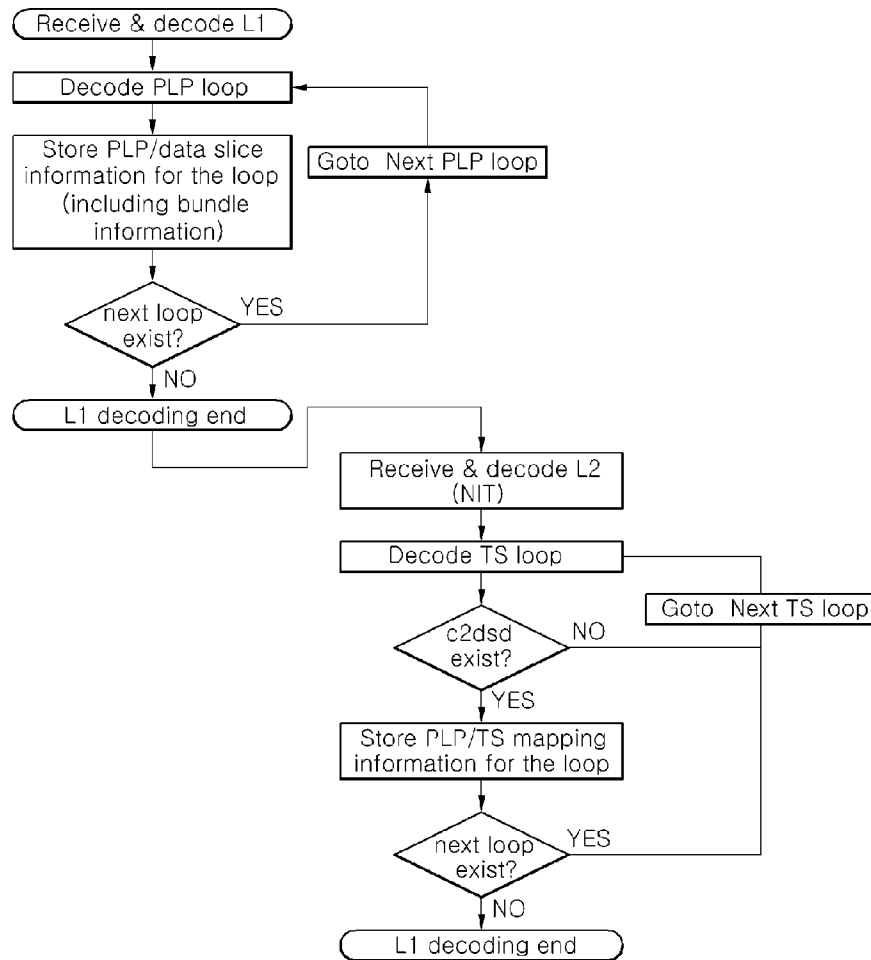 Receive & decode L1
Decode PLP loop
Store PLP/data slice
information for the loop
(including bundle
information)
Goto Next PLP loop
next loop
exist?
YES
NO
L1 decoding end
Receive & decode L2
(NIT)
Decode TS loop
Goto Next TS loop
c2dsd
exist?
NO
YES
Store PLP/TS mapping
information for the loop
next loop
exist?
YES
NO
L1 decoding end